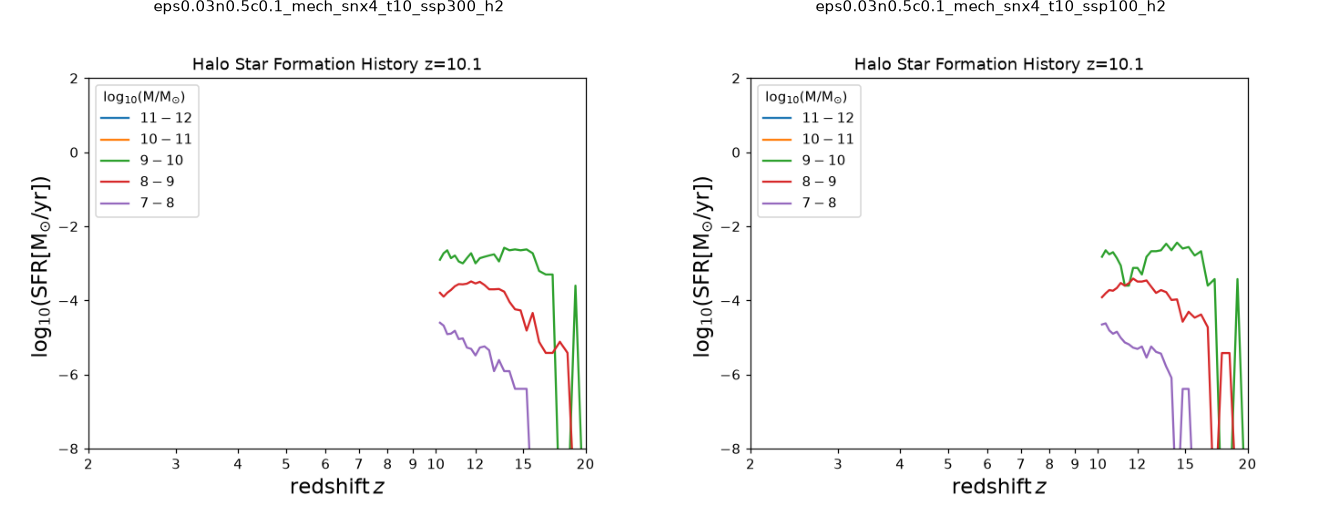 eps0.03n0.5c0.1_mech_snx4_t10_ssp300_h2
Halo Star Formation History z=10.1
log₁₀(M/M⊙)
11 − 12
10 − 11
9 − 10
8 − 9
7 − 8
2
0
−2
−4
−6
−8
log₁₀(SFR[M⊙/yr])
2 3 4 5 6 7 8 9 10 12 15 20
redshift z
eps0.03n0.5c0.1_mech_snx4_t10_ssp100_h2
Halo Star Formation History z=10.1
log₁₀(M/M⊙)
11 − 12
10 − 11
9 − 10
8 − 9
7 − 8
2
0
−2
−4
−6
−8
log₁₀(SFR[M⊙/yr])
2 3 4 5 6 7 8 9 10 12 15 20
redshift z